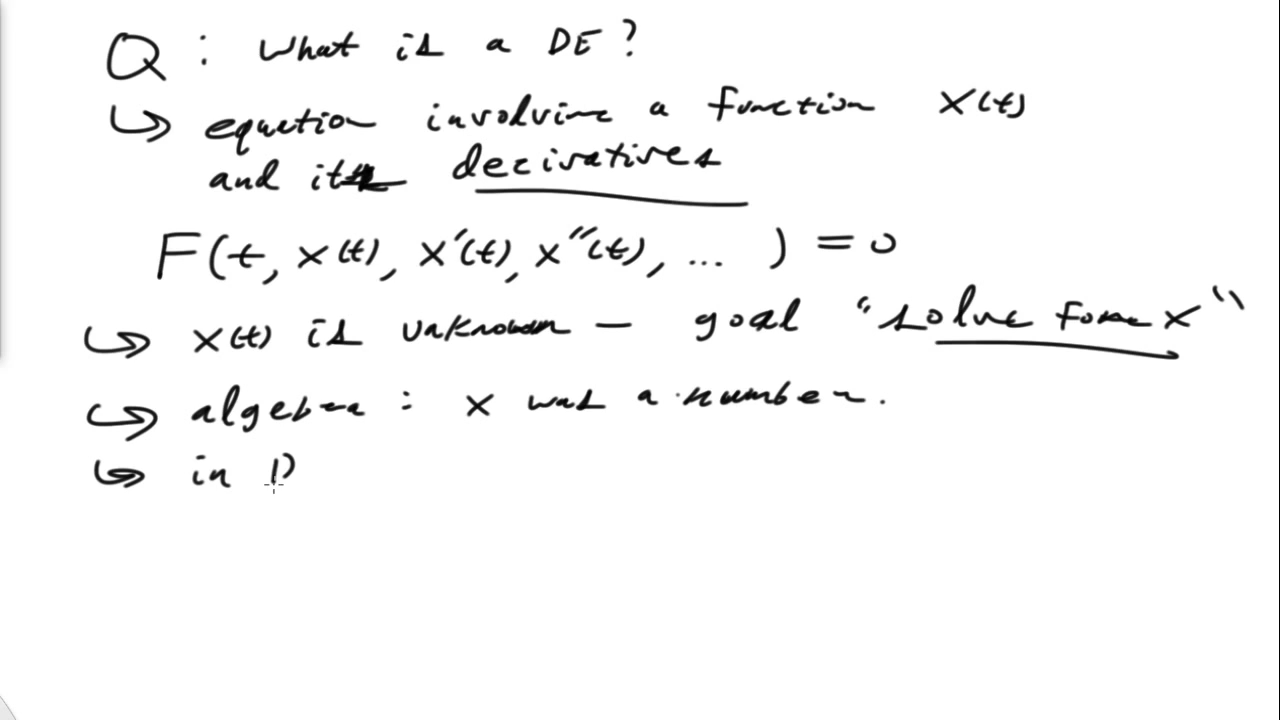 Q : What is a DE ?
↳ equation involving a function x(t)
and its derivatives
F(t, x(t), x'(t), x''(t), ... ) = 0
↳ x(t) is unknown — goal "solve for x"
↳ algebra : x was a number.
↳ in D